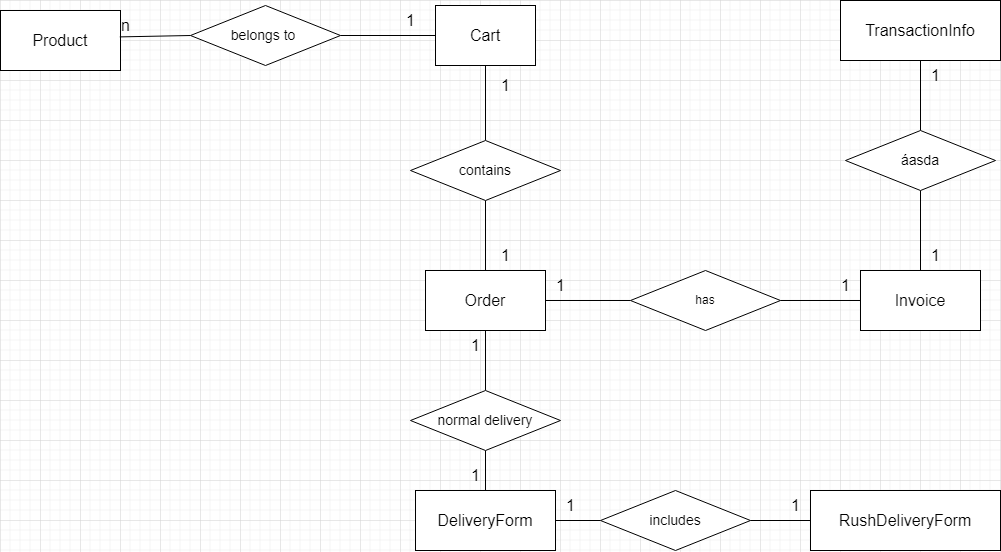 Product
n
belongs to
1
Cart
TransactionInfo
1
1
contains
áasda
1
1
Order
1
has
1
Invoice
1
normal delivery
1
DeliveryForm
1
includes
1
RushDeliveryForm